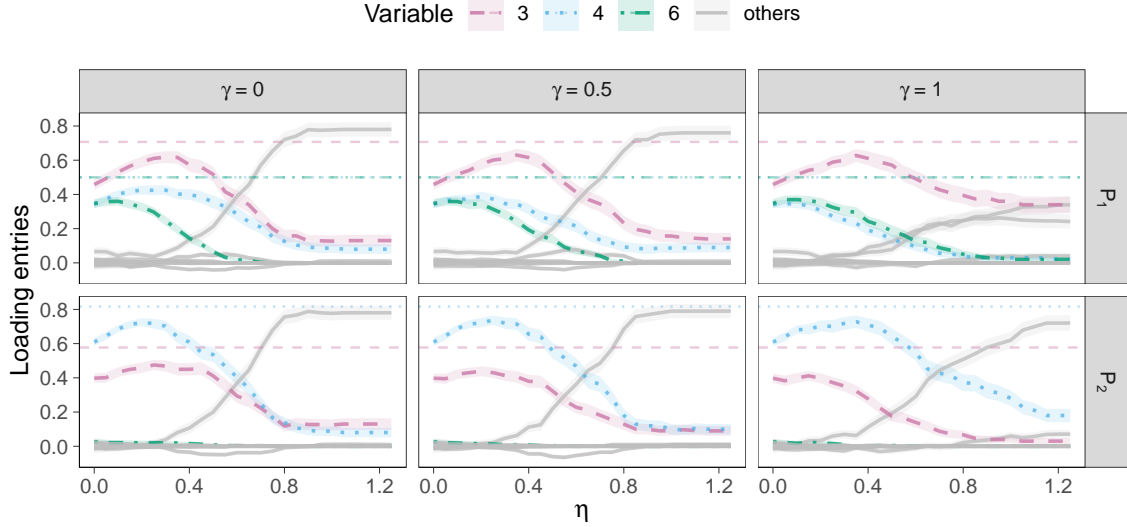 Variable 3 4 6 others
γ = 0 γ = 0.5 γ = 1
Loading entries
0.8
0.6
0.4
0.2
0.0
P1
0.8
0.6
0.4
0.2
0.0
P2
0.0 0.4 0.8 1.2 0.0 0.4 0.8 1.2 0.0 0.4 0.8 1.2
η